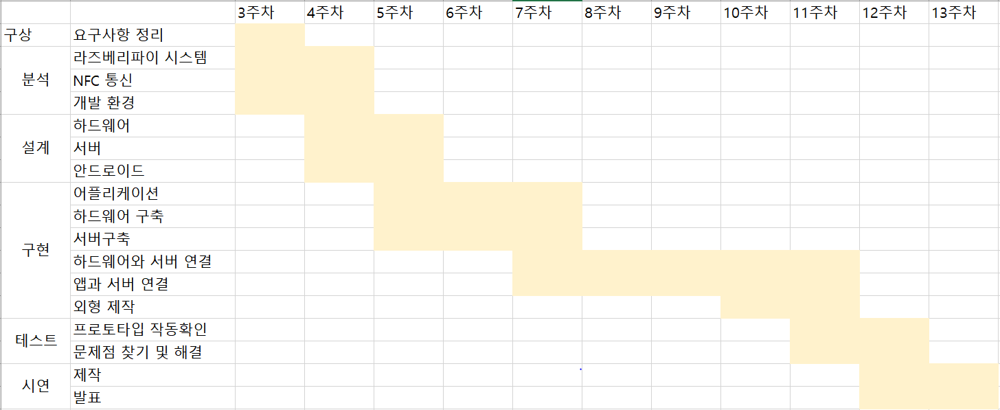 3주차 4주차 5주차 6주차 7주차 8주차 9주차 10주차 11주차 12주차 13주차
구상 요구사항 정리
분석 라즈베리파이 시스템
NFC 통신
개발 환경
설계 하드웨어
서버
안드로이드
구현 어플리케이션
하드웨어 구축
서버구축
하드웨어와 서버 연결
앱과 서버 연결
외형 제작
테스트 프로토타입 작동확인
문제점 찾기 및 해결
시연 제작
발표